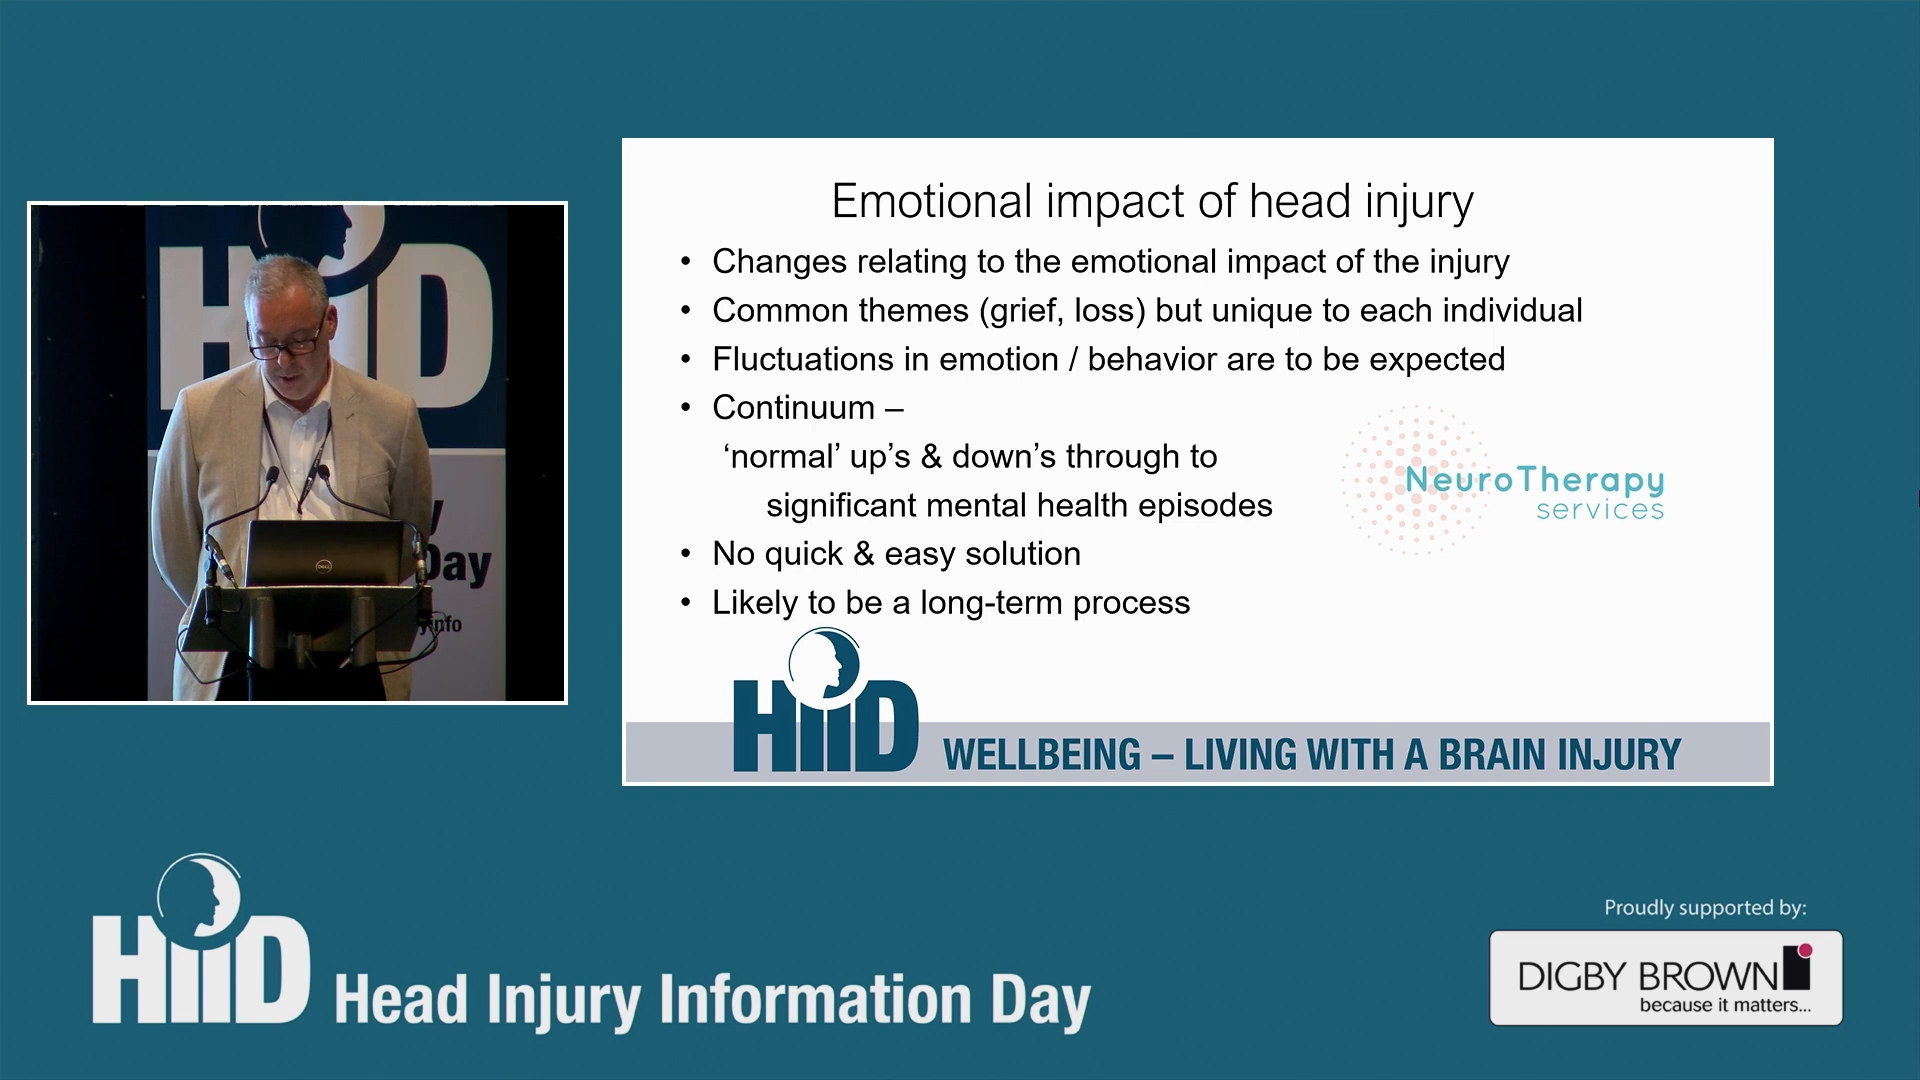 Emotional impact of head injury
• Changes relating to the emotional impact of the injury
• Common themes (grief, loss) but unique to each individual
• Fluctuations in emotion / behavior are to be expected
• Continuum –
‘normal’ up’s & down’s through to
significant mental health episodes
• No quick & easy solution
• Likely to be a long-term process
NeuroTherapy
services
HiiD WELLBEING – LIVING WITH A BRAIN INJURY
HiiD
Day
DELL
HiiD Head Injury Information Day
Proudly supported by:
DIGBY BROWN
because it matters...